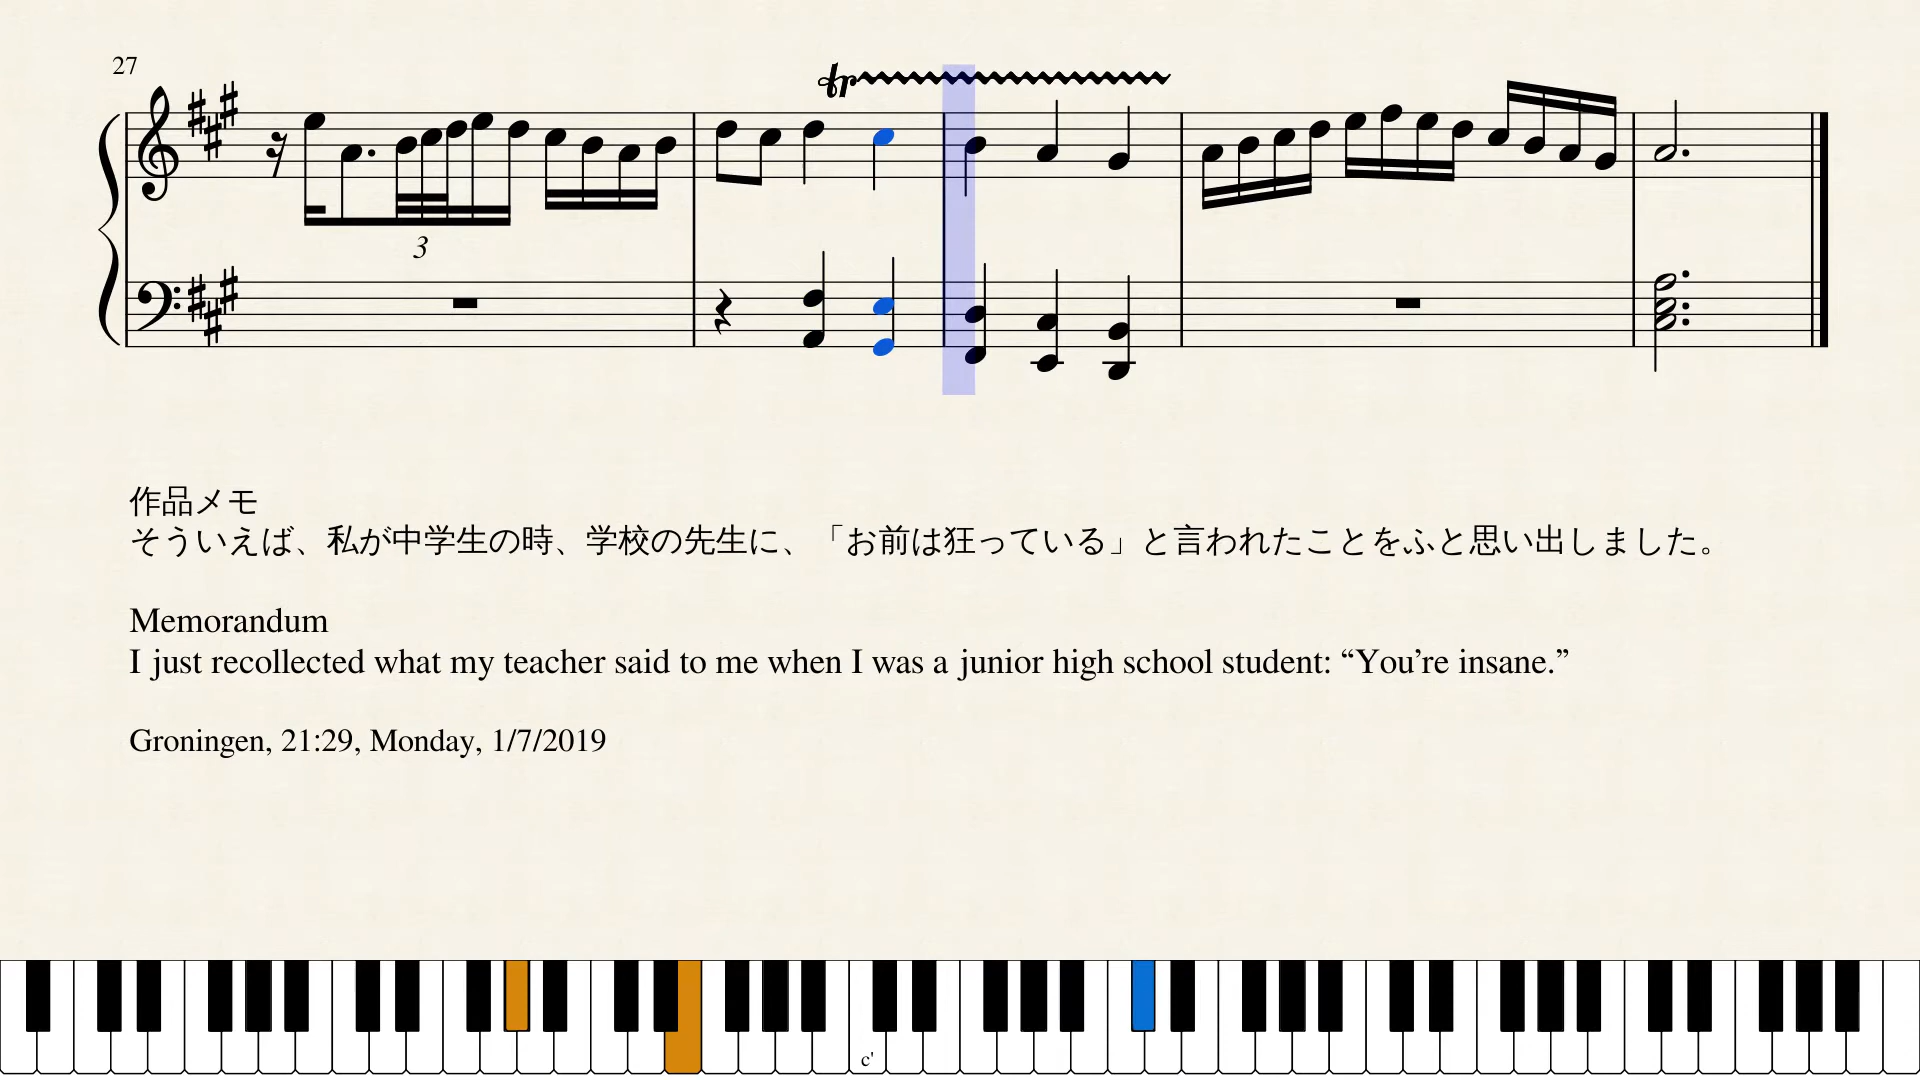 27
tr
3
作品メモ
そういえば、私が中学生の時、学校の先生に、「お前は狂っている」と言われたことをふと思い出しました。
Memorandum
I just recollected what my teacher said to me when I was a junior high school student: “You’re insane.”
Groningen, 21:29, Monday, 1/7/2019
c'